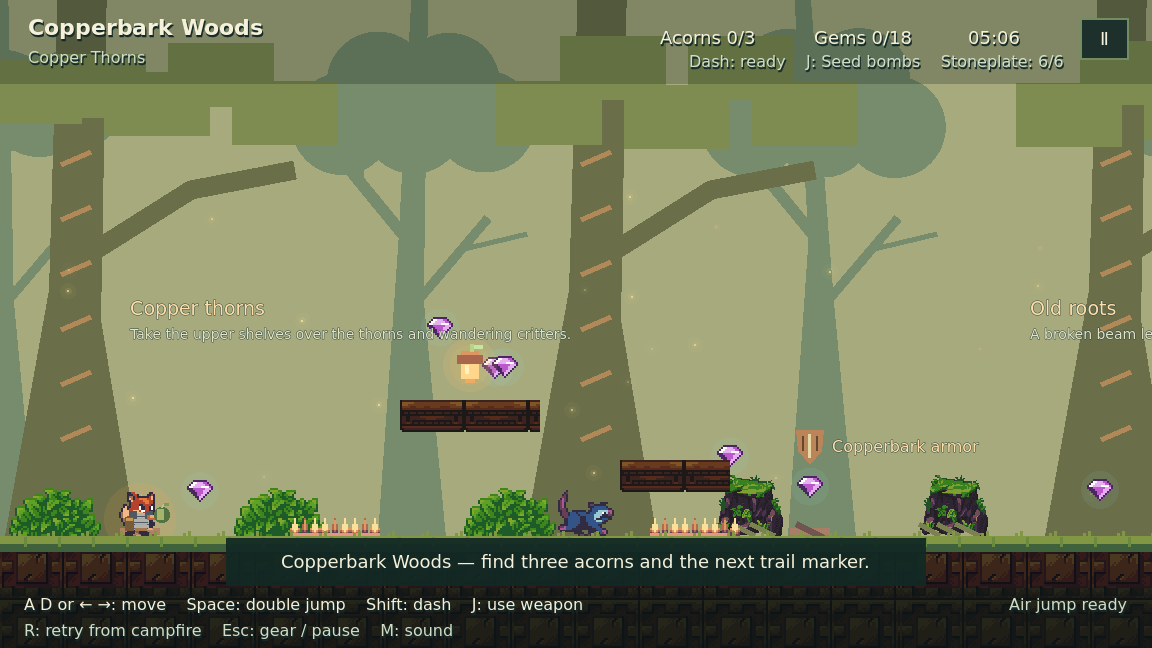 Copperbark Woods
Copper Thorns
Acorns 0/3 Gems 0/18 05:06 II
Dash: ready J: Seed bombs Stoneplate: 6/6
Copper thorns
Take the upper shelves over the thorns and wandering critters.
Old roots
A broken beam le
Copperbark armor
Copperbark Woods — find three acorns and the next trail marker.
A D or ← →: move Space: double jump Shift: dash J: use weapon
Air jump ready
R: retry from campfire Esc: gear / pause M: sound